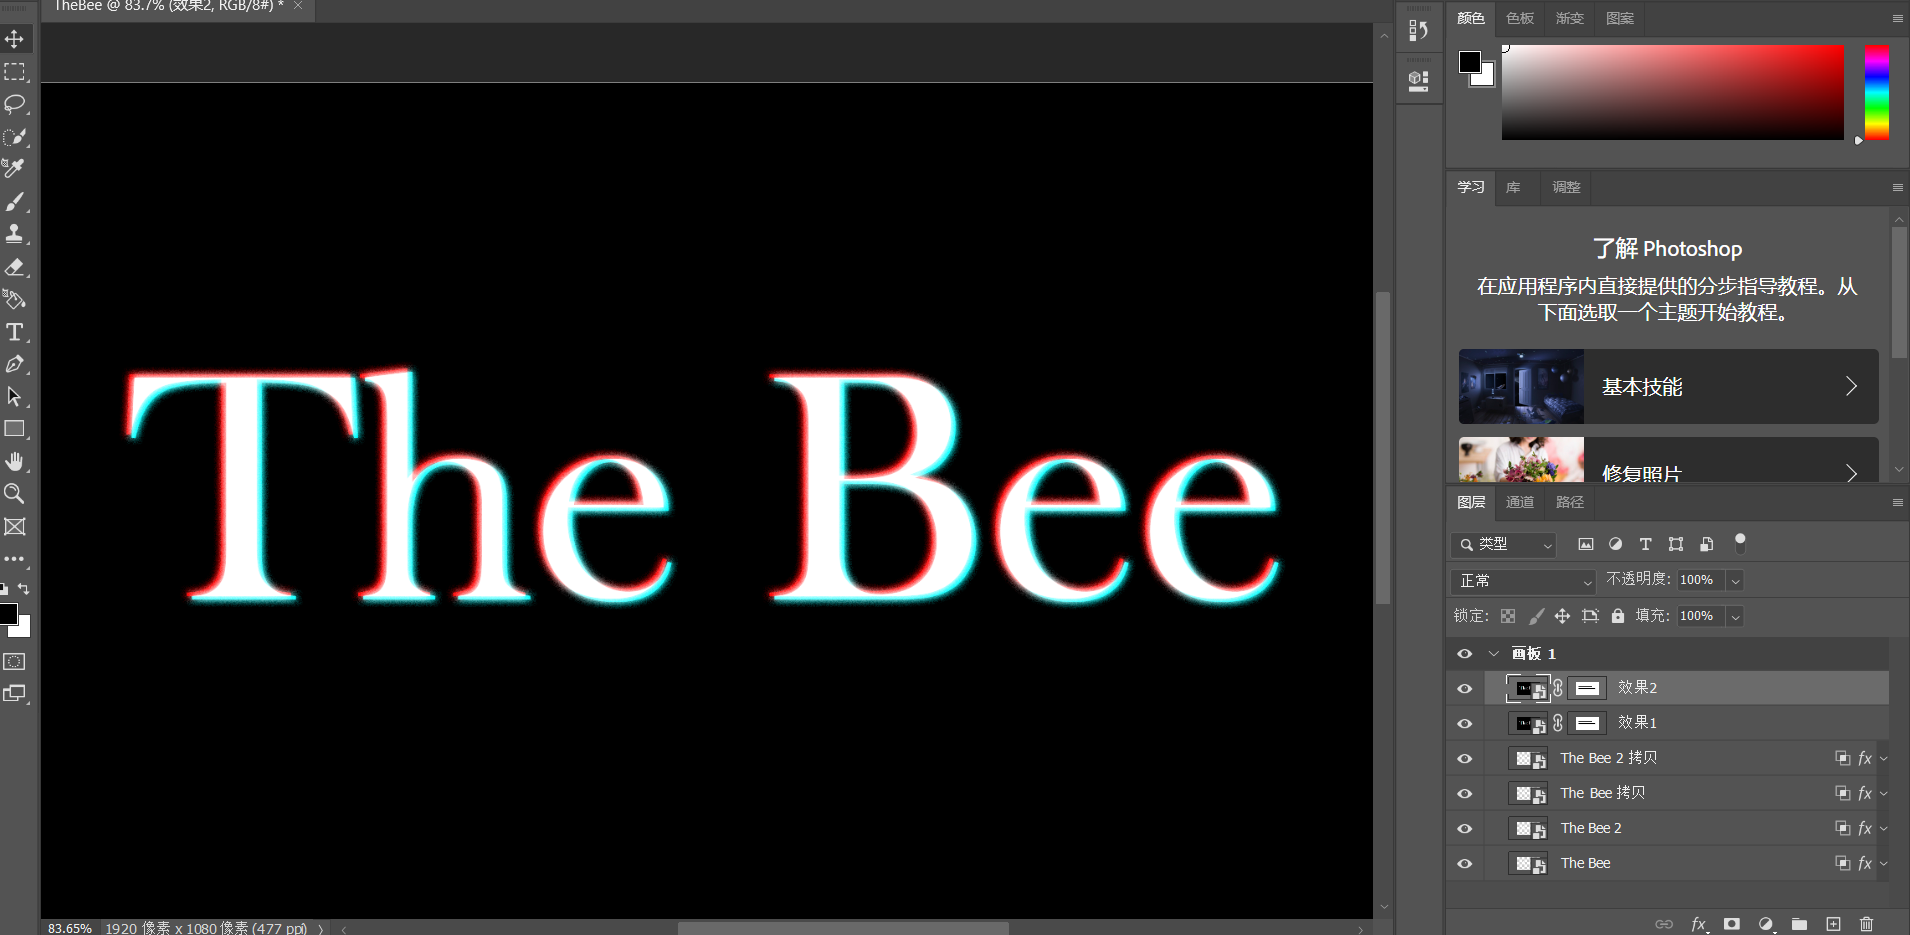 TheBee @ 83.7% (效果2, RGB/8#) * ×
The Bee
83.65% 1920 像素 x 1080 像素 (477 ppi)
颜色 色板 渐变 图案
学习 库 调整
了解 Photoshop
在应用程序内直接提供的分步指导教程。从
下面选取一个主题开始教程。
基本技能
修复照片
图层 通道 路径
类型
正常 不透明度: 100%
锁定: 填充: 100%
画板 1
效果2
效果1
The Bee 2 拷贝 fx
The Bee 拷贝 fx
The Bee 2 fx
The Bee fx
fx